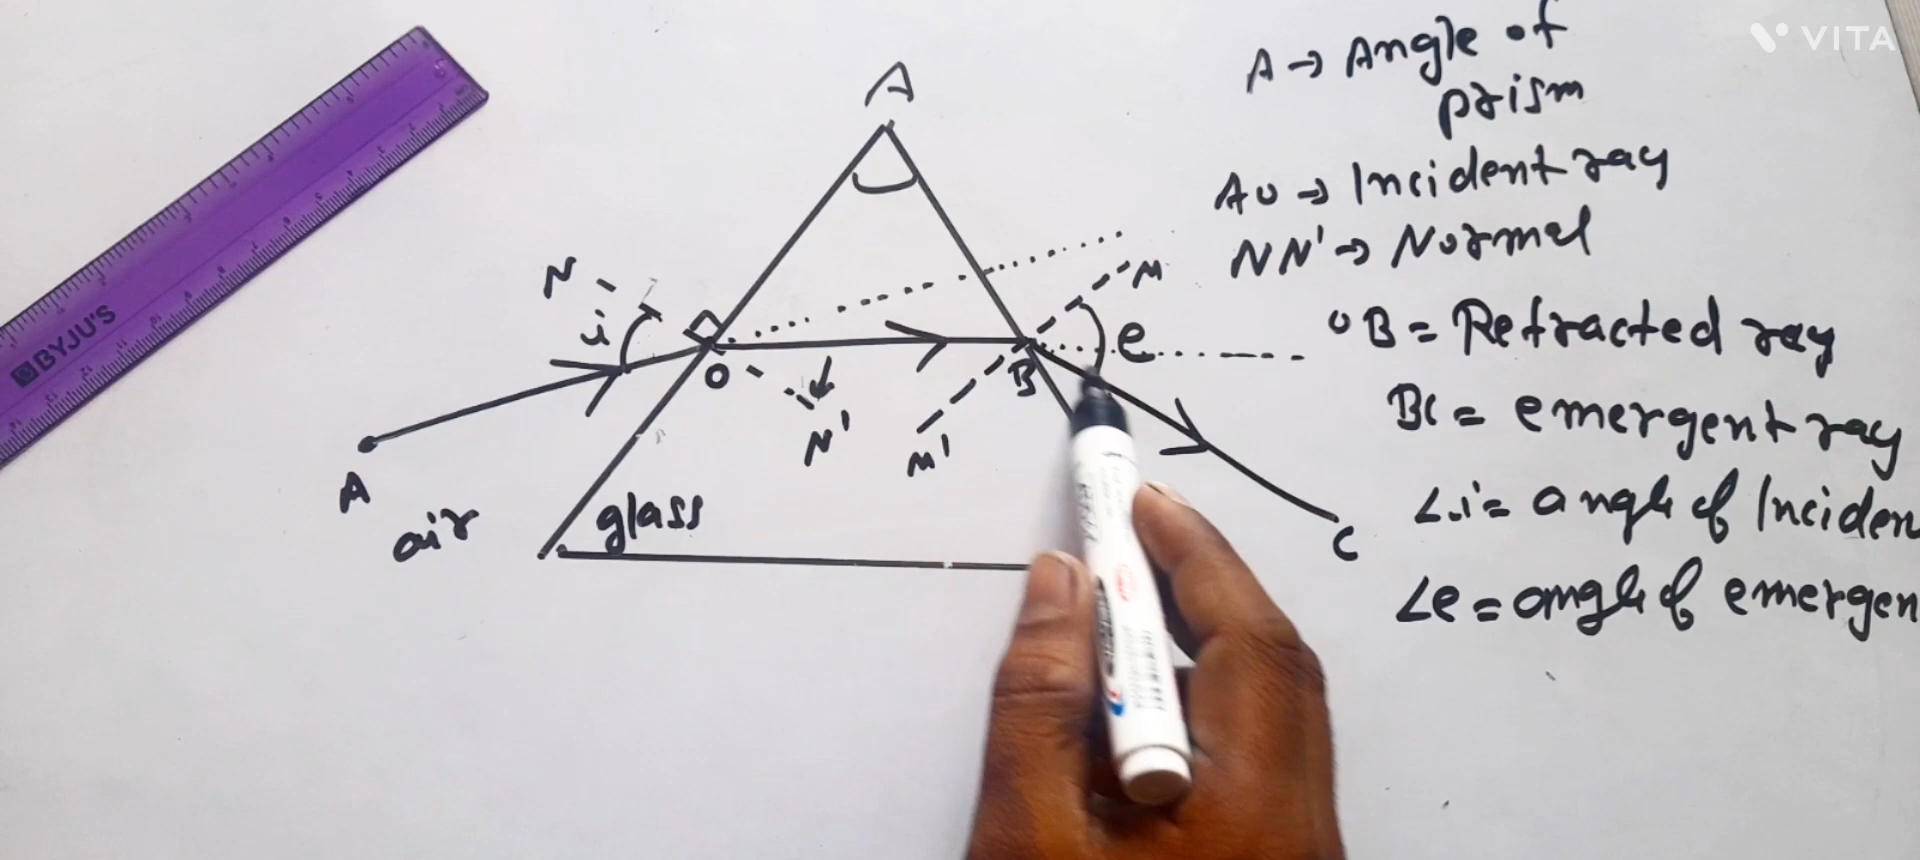 VITA
BYJU'S
A → Angle of
prism
AO → Incident ray
NN' → Normal
OB = Refracted ray
BC = emergent ray
∠i = angle of Inciden
∠e = angle of emergen
A
N
i
O
N'
M
e
B
M'
A
air
glass
C